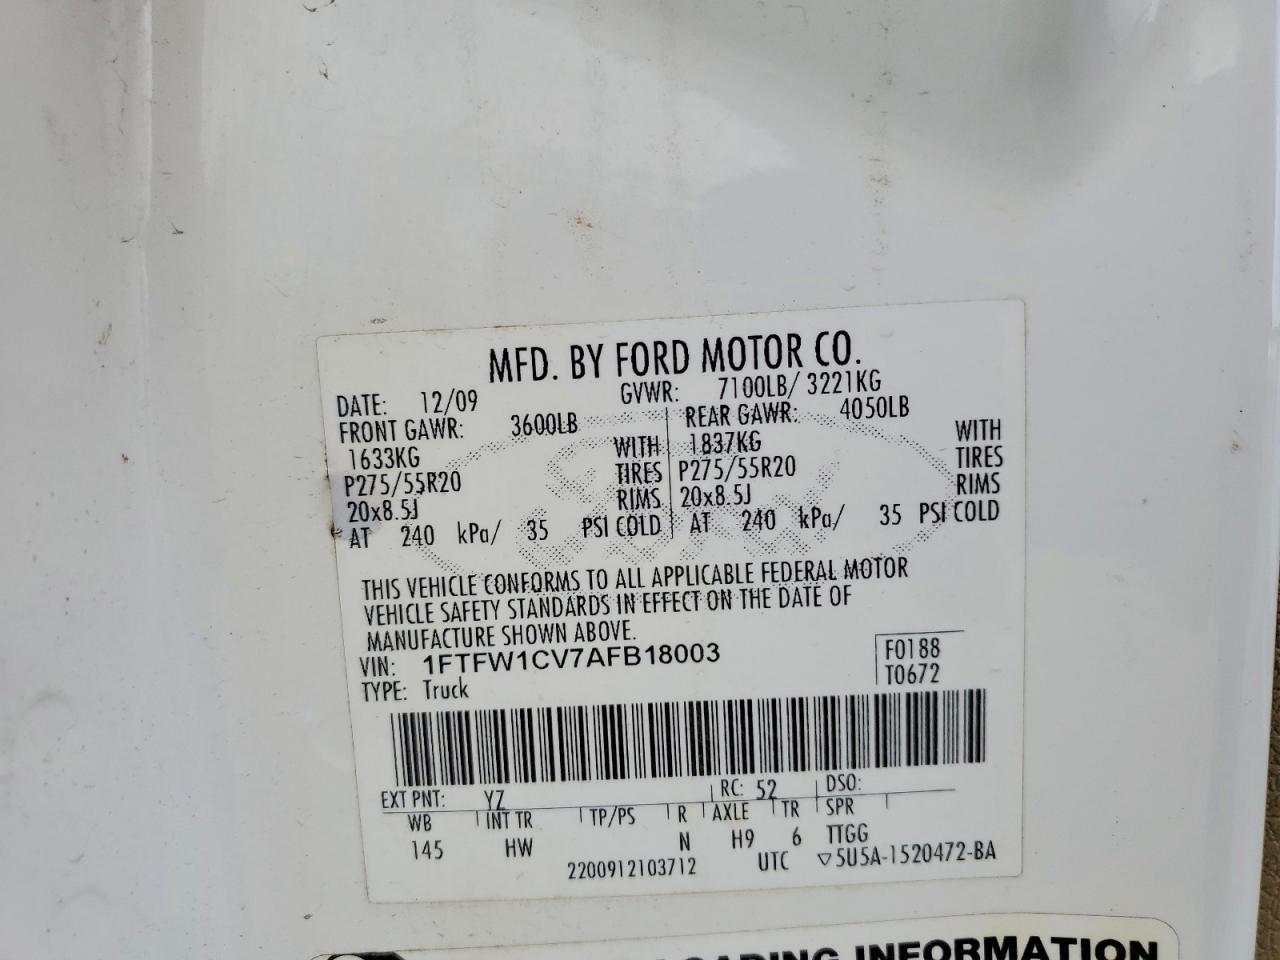 MFD. BY FORD MOTOR CO.
DATE: 12/09 GVWR: 7100LB/ 3221KG
FRONT GAWR: 3600LB REAR GAWR: 4050LB
1633KG WITH 1837KG WITH
P275/55R20 TIRES P275/55R20 TIRES
20x8.5J RIMS 20x8.5J RIMS
AT 240 kPa/ 35 PSI COLD AT 240 kPa/ 35 PSI COLD
THIS VEHICLE CONFORMS TO ALL APPLICABLE FEDERAL MOTOR
VEHICLE SAFETY STANDARDS IN EFFECT ON THE DATE OF
MANUFACTURE SHOWN ABOVE.
VIN: 1FTFW1CV7AFB18003 F0188
TYPE: Truck T0672
EXT PNT: YZ RC: 52 DSO:
WB INT TR TP/PS R AXLE TR SPR
145 HW N H9 6 TTGG
2200912103712 UTC ▽5U5A-1520472-BA
LOADING INFORMATION